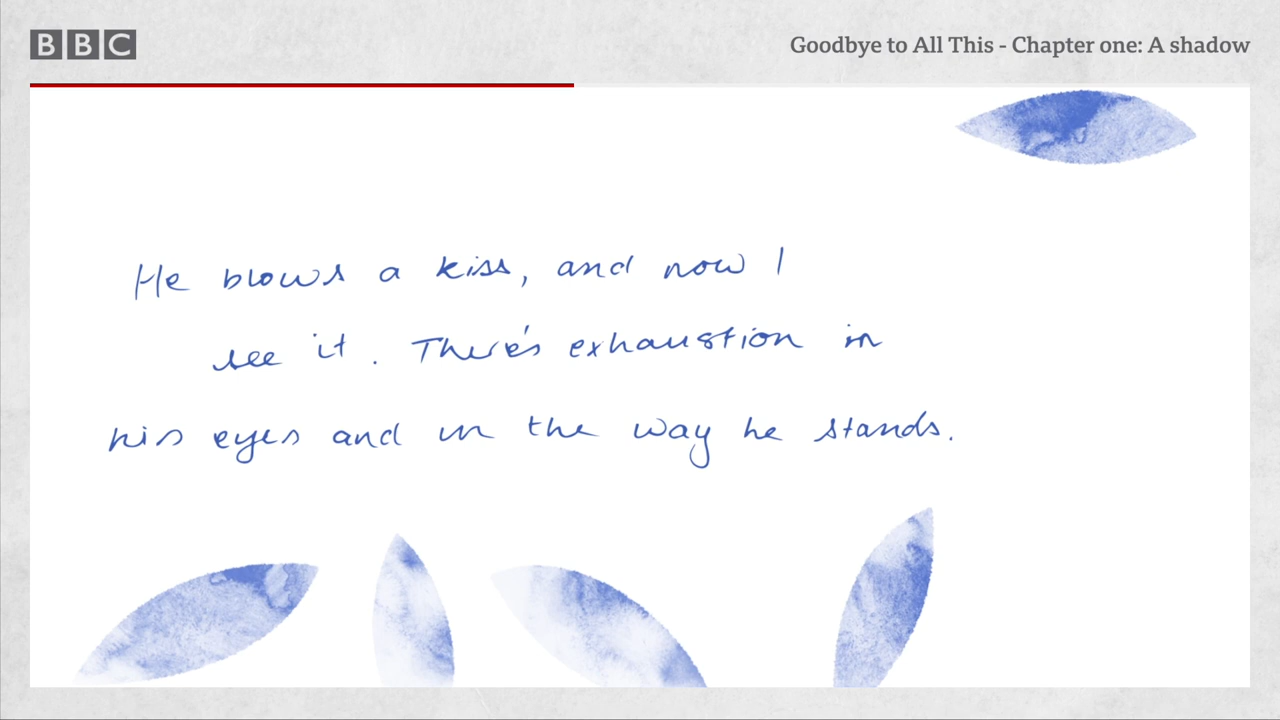 BBC
Goodbye to All This - Chapter one: A shadow
He blows a kiss, and now I
see it. There's exhaustion in
his eyes and in the way he stands.